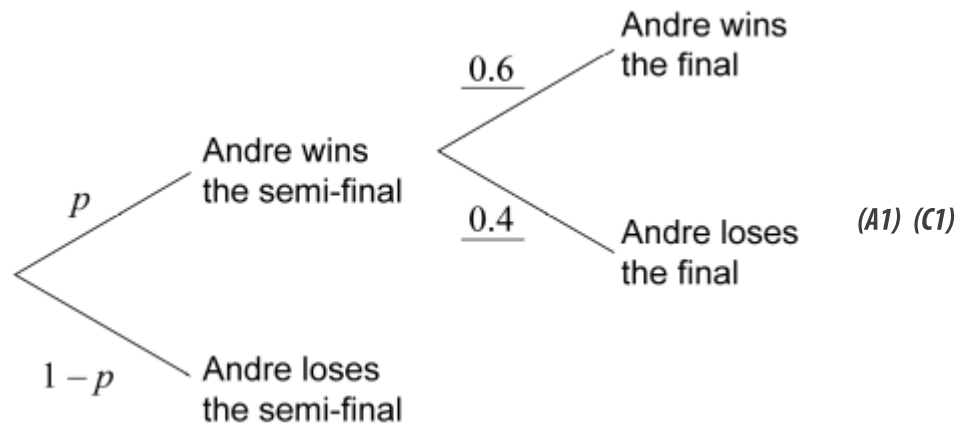 Andre wins
the final
0.6
Andre wins
the semi-final
p
0.4
Andre loses
the final
(A1) (C1)
1 – p
Andre loses
the semi-final